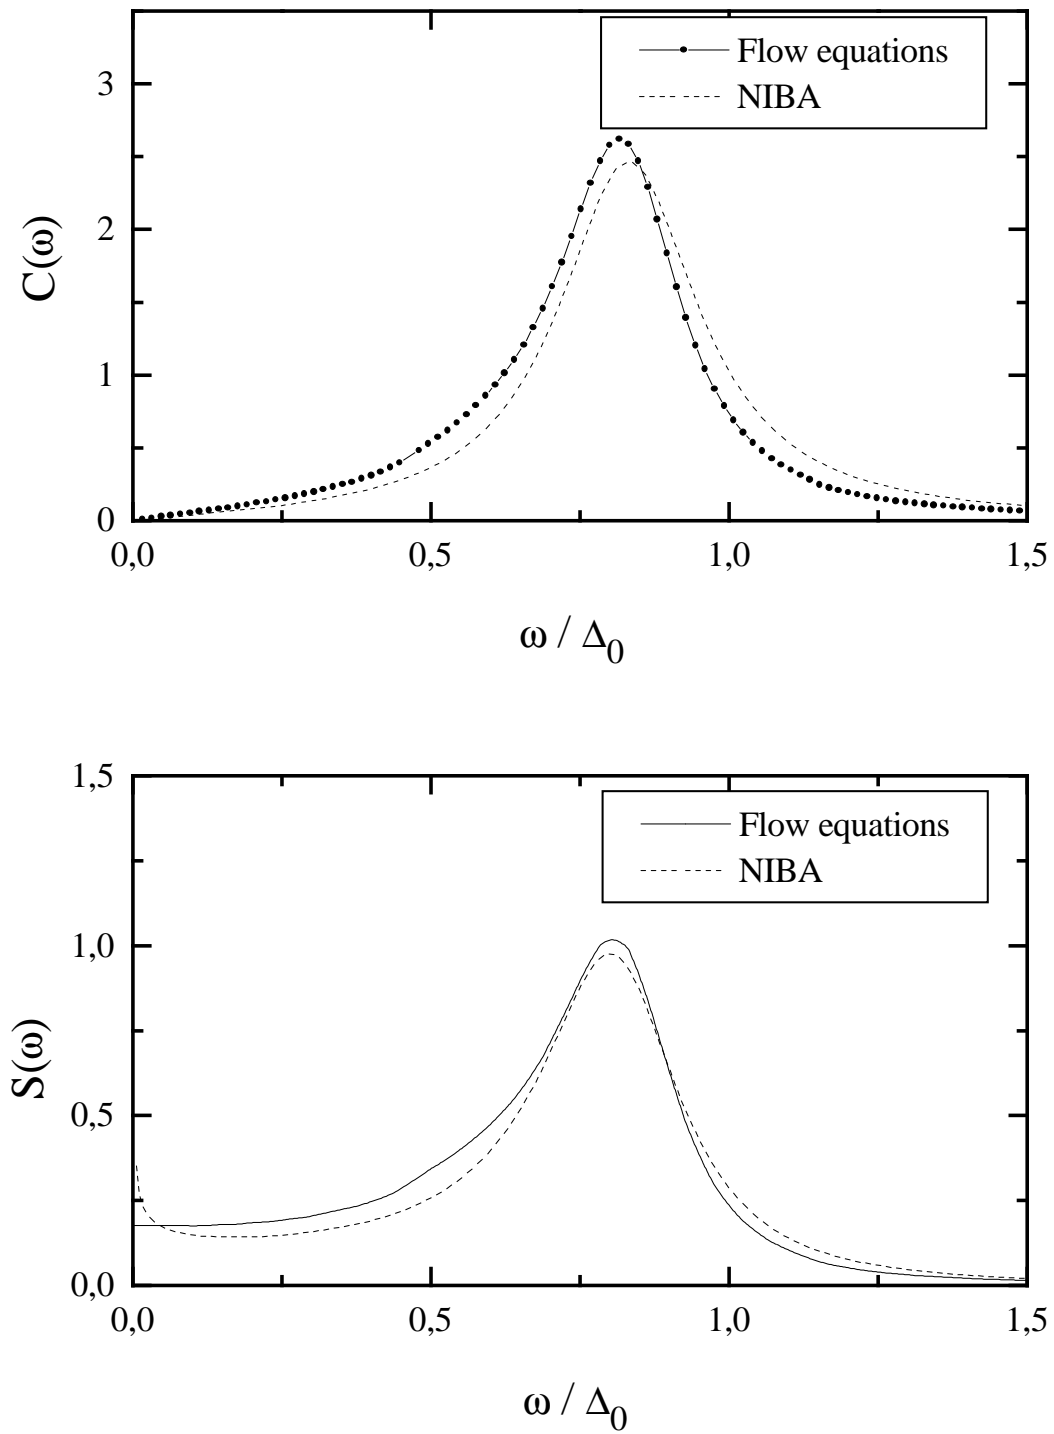 Flow equations
NIBA
3
2
1
0
C(ω)
0,0 0,5 1,0 1,5
ω / Δ0
1,5
Flow equations
NIBA
1,0
0,5
0,0
S(ω)
0,0 0,5 1,0 1,5
ω / Δ0